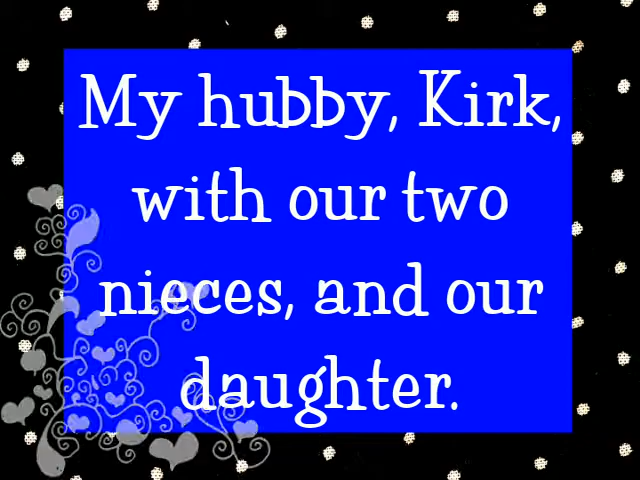 My hubby, Kirk,
with our two
nieces, and our
daughter.